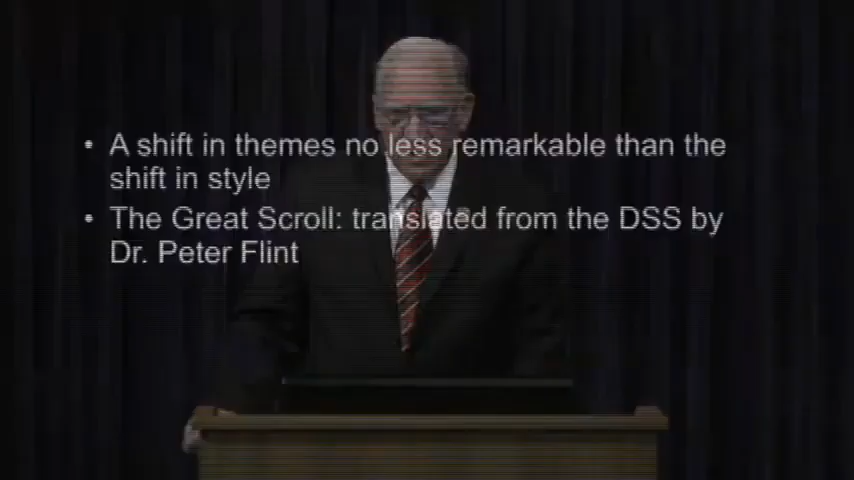 • A shift in themes no less remarkable than the
shift in style
• The Great Scroll: translated from the DSS by
Dr. Peter Flint